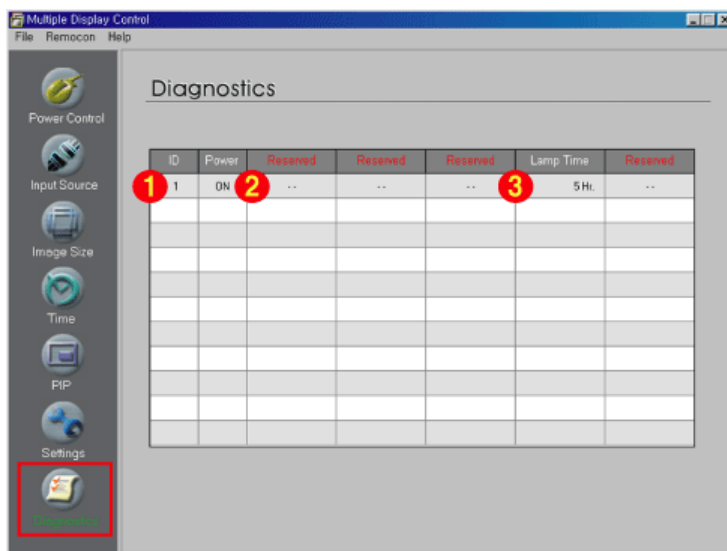 Multiple Display Control
File Remocon Help
Power Control
Input Source
Image Size
Time
PIP
Settings
Diagnostics
Diagnostics
ID Power Reserved Reserved Reserved Lamp Time Reserved
1 1 ON 2 -- -- -- 3 5 Hr. --